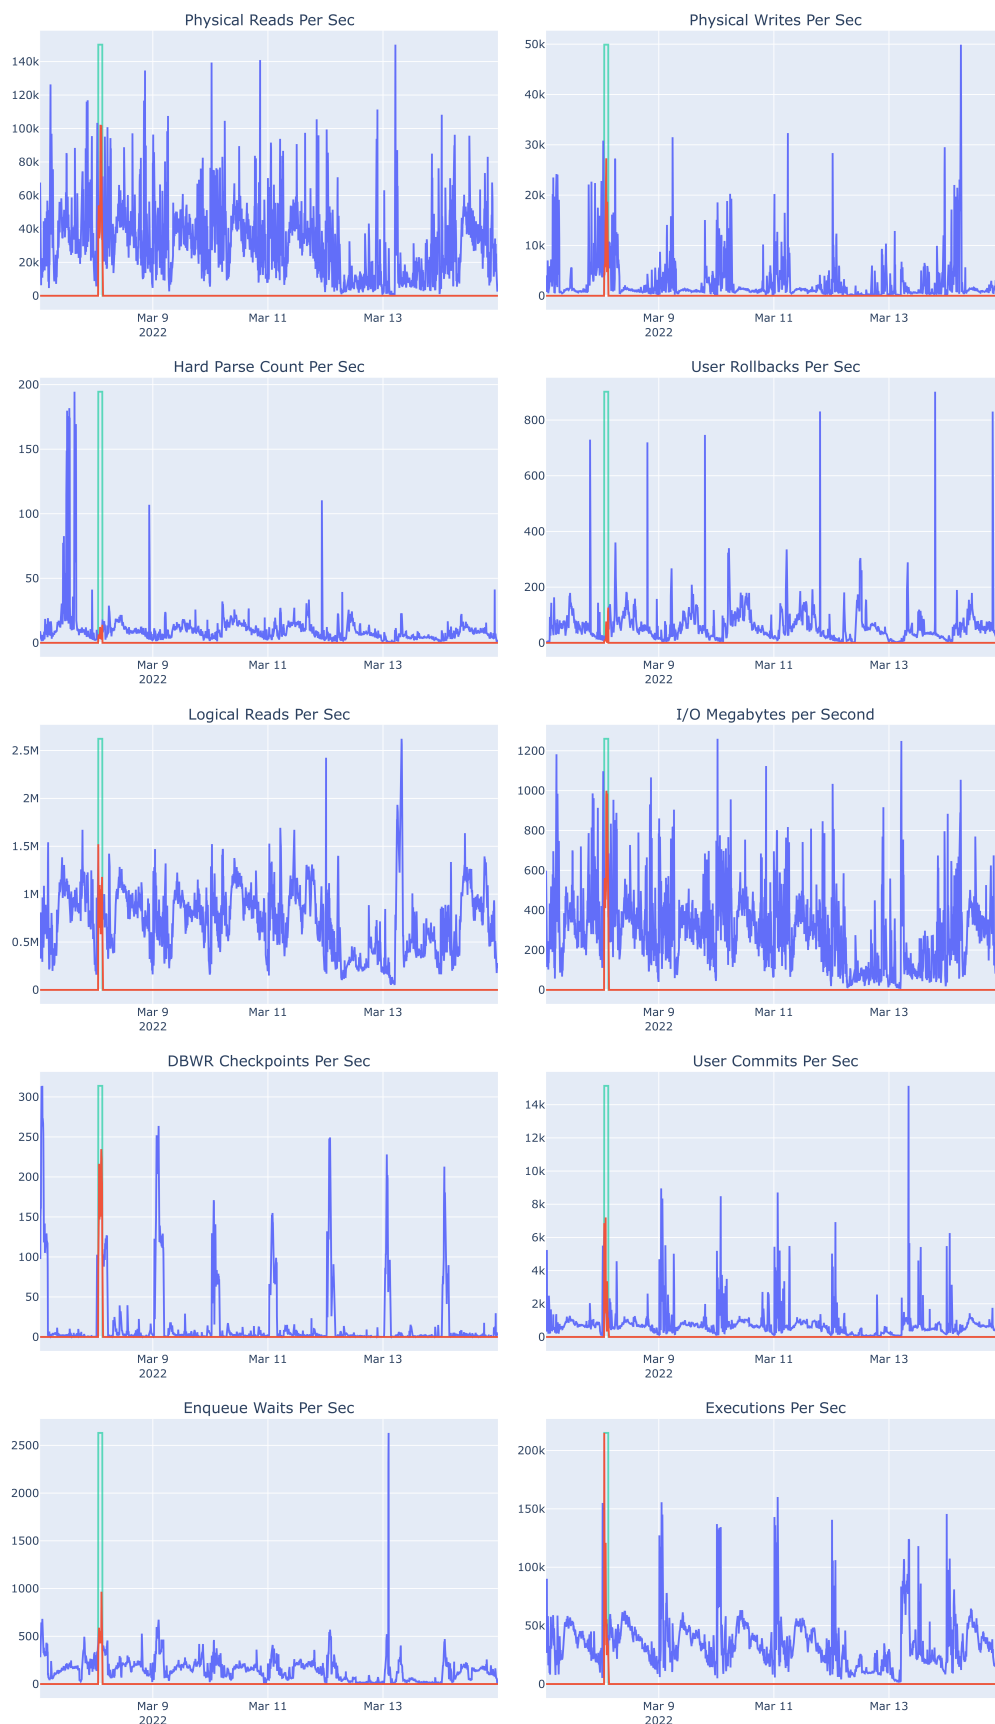 Physical Reads Per Sec
Physical Writes Per Sec
140k
120k
100k
80k
60k
40k
20k
0
Mar 9
2022
Mar 11
Mar 13
50k
40k
30k
20k
10k
0
Mar 9
2022
Mar 11
Mar 13
Hard Parse Count Per Sec
User Rollbacks Per Sec
200
150
100
50
0
Mar 9
2022
Mar 11
Mar 13
800
600
400
200
0
Mar 9
2022
Mar 11
Mar 13
Logical Reads Per Sec
I/O Megabytes per Second
2.5M
2M
1.5M
1M
0.5M
0
Mar 9
2022
Mar 11
Mar 13
1200
1000
800
600
400
200
0
Mar 9
2022
Mar 11
Mar 13
DBWR Checkpoints Per Sec
User Commits Per Sec
300
250
200
150
100
50
0
Mar 9
2022
Mar 11
Mar 13
14k
12k
10k
8k
6k
4k
2k
0
Mar 9
2022
Mar 11
Mar 13
Enqueue Waits Per Sec
Executions Per Sec
2500
2000
1500
1000
500
0
Mar 9
2022
Mar 11
Mar 13
200k
150k
100k
50k
0
Mar 9
2022
Mar 11
Mar 13